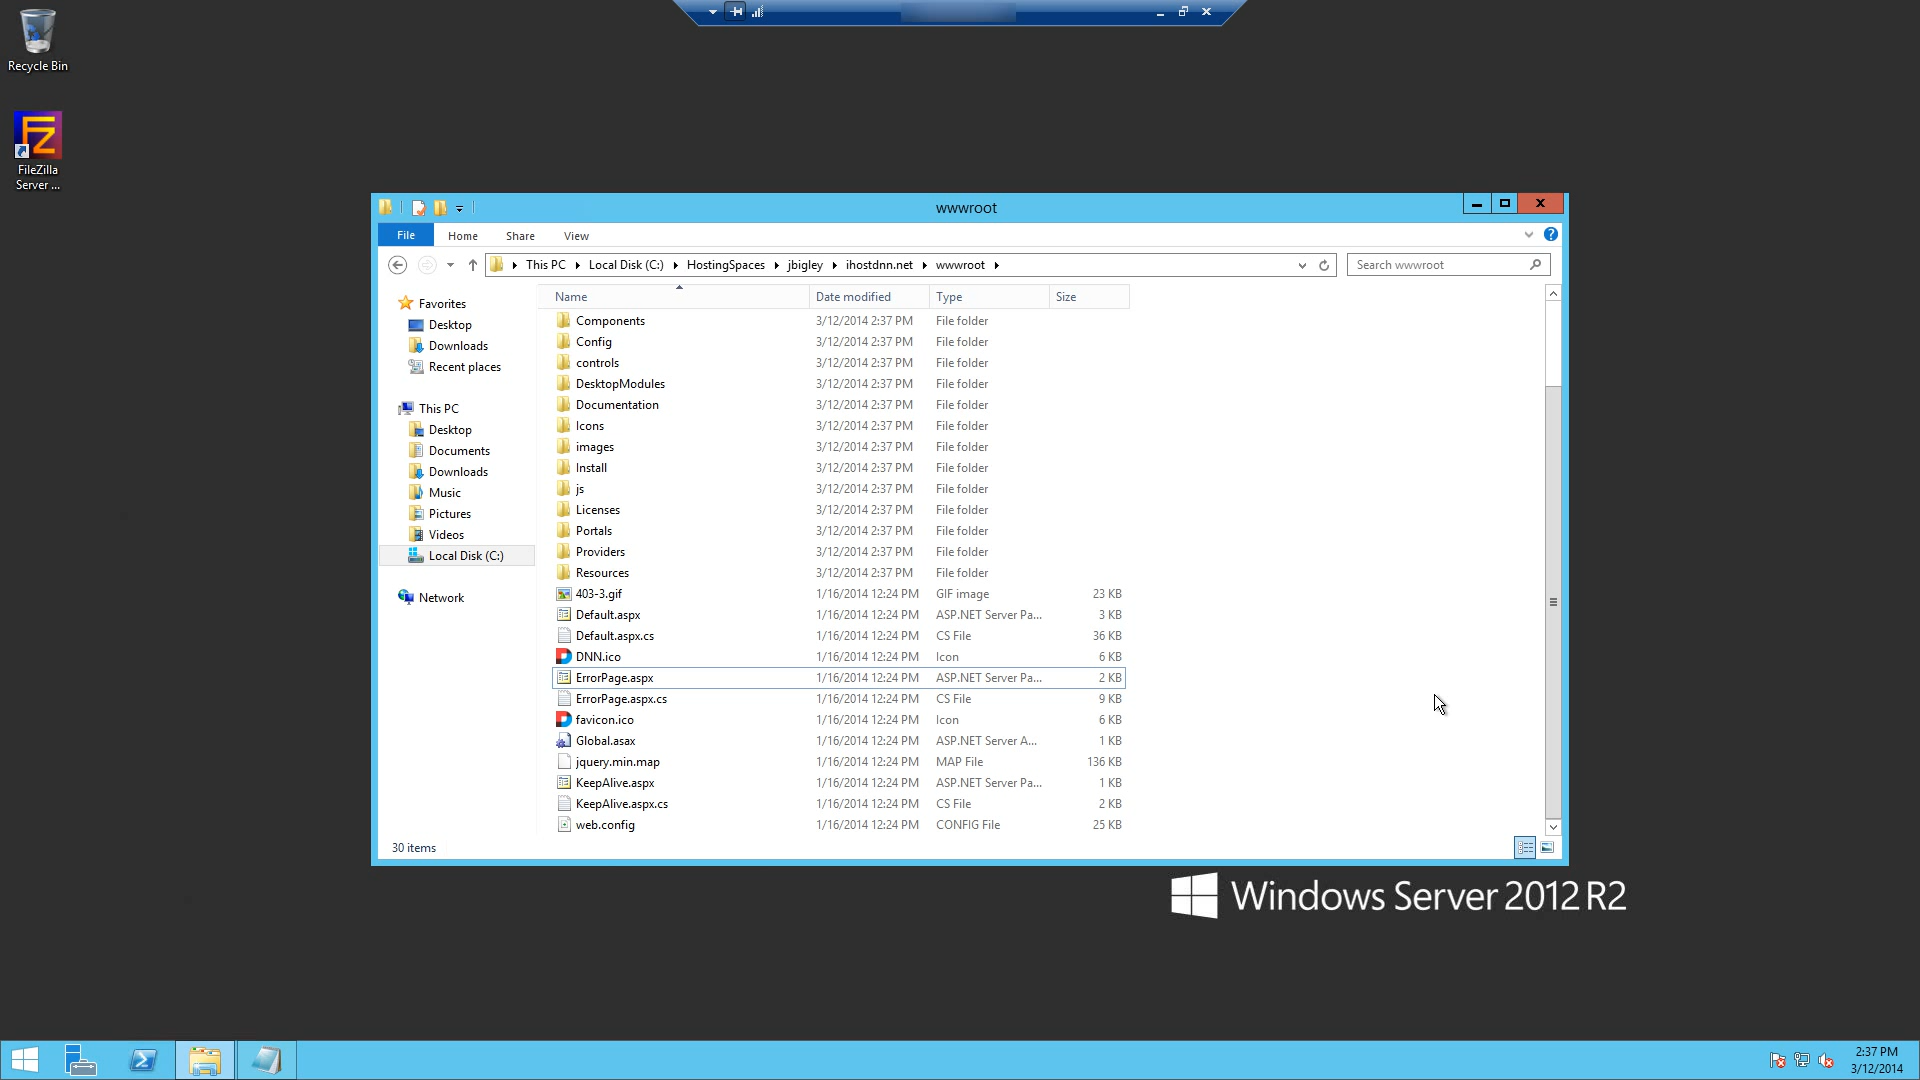 Recycle Bin
FileZilla
Server ...
wwwroot
File Home Share View
This PC Local Disk (C:) HostingSpaces jbigley ihostdnn.net wwwroot
Search wwwroot
Favorites
Desktop
Downloads
Recent places
This PC
Desktop
Documents
Downloads
Music
Pictures
Videos
Local Disk (C:)
Network
Name Date modified Type Size
Components 3/12/2014 2:37 PM File folder
Config 3/12/2014 2:37 PM File folder
controls 3/12/2014 2:37 PM File folder
DesktopModules 3/12/2014 2:37 PM File folder
Documentation 3/12/2014 2:37 PM File folder
Icons 3/12/2014 2:37 PM File folder
images 3/12/2014 2:37 PM File folder
Install 3/12/2014 2:37 PM File folder
js 3/12/2014 2:37 PM File folder
Licenses 3/12/2014 2:37 PM File folder
Portals 3/12/2014 2:37 PM File folder
Providers 3/12/2014 2:37 PM File folder
Resources 3/12/2014 2:37 PM File folder
403-3.gif 1/16/2014 12:24 PM GIF image 23 KB
Default.aspx 1/16/2014 12:24 PM ASP.NET Server Pa... 3 KB
Default.aspx.cs 1/16/2014 12:24 PM CS File 36 KB
DNN.ico 1/16/2014 12:24 PM Icon 6 KB
ErrorPage.aspx 1/16/2014 12:24 PM ASP.NET Server Pa... 2 KB
ErrorPage.aspx.cs 1/16/2014 12:24 PM CS File 9 KB
favicon.ico 1/16/2014 12:24 PM Icon 6 KB
Global.asax 1/16/2014 12:24 PM ASP.NET Server A... 1 KB
jquery.min.map 1/16/2014 12:24 PM MAP File 136 KB
KeepAlive.aspx 1/16/2014 12:24 PM ASP.NET Server Pa... 1 KB
KeepAlive.aspx.cs 1/16/2014 12:24 PM CS File 2 KB
web.config 1/16/2014 12:24 PM CONFIG File 25 KB
30 items
Windows Server 2012 R2
2:37 PM
3/12/2014